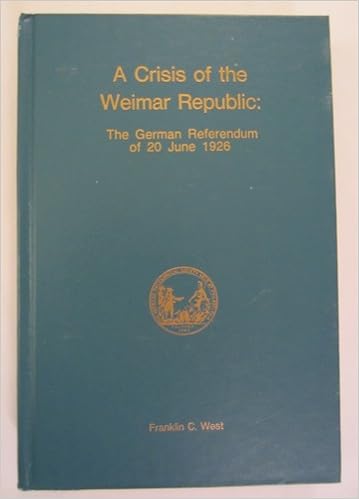 A Crisis of the
Weimar Republic:
The German Referendum
of 20 June 1926
Franklin C. West